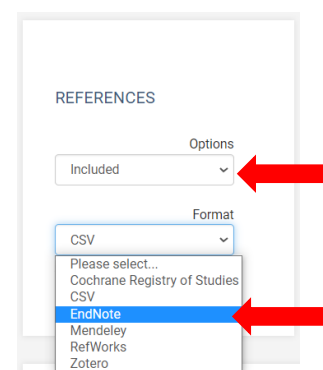 REFERENCES
Options
Included
Format
CSV
Please select...
Cochrane Registry of Studies
CSV
EndNote
Mendeley
RefWorks
Zotero